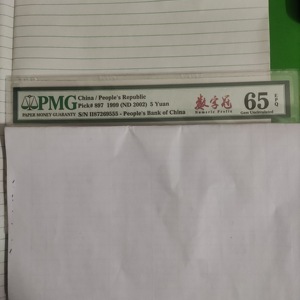 PMG
PAPER MONEY GUARANTY
China / People's Republic
Pick# 897 1999 (ND 2002) 5 Yuan
S/N II87269555 - People's Bank of China
数字冠
Numeric Prefix
65 EPQ
Gem Uncirculated